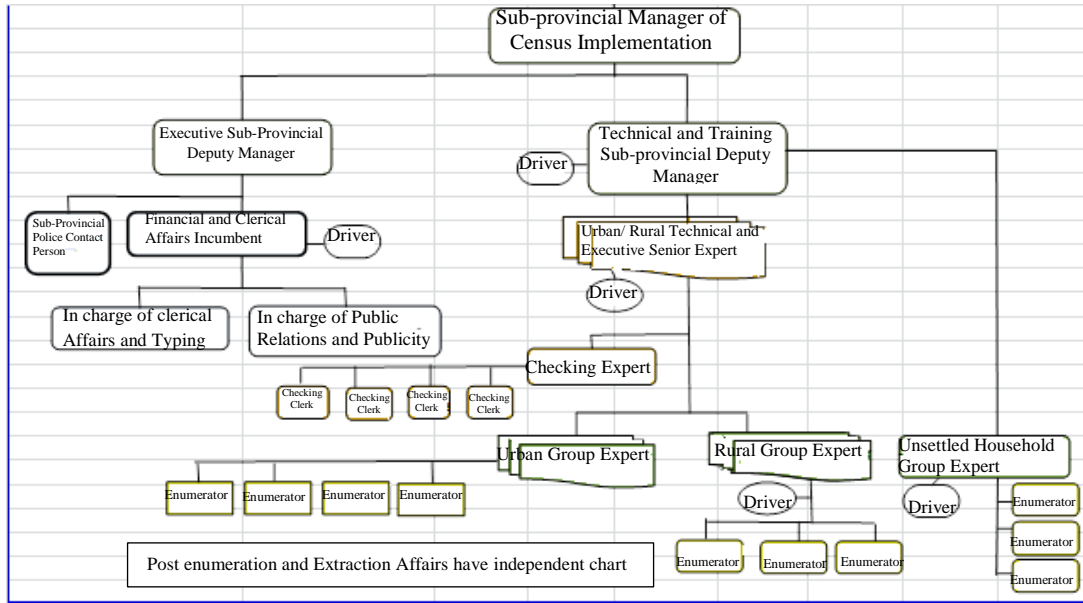 Sub-provincial Manager of
Census Implementation
Executive Sub-Provincial
Deputy Manager
Technical and Training
Sub-provincial Deputy
Manager
Driver
Sub-Provincial
Police Contact
Person
Financial and Clerical
Affairs Incumbent
Driver
Urban/ Rural Technical and
Executive Senior Expert
Driver
In charge of clerical
Affairs and Typing
In charge of Public
Relations and Publicity
Checking Expert
Checking
Clerk
Checking
Clerk
Checking
Clerk
Checking
Clerk
Urban Group Expert
Rural Group Expert
Unsettled Household
Group Expert
Enumerator
Enumerator
Enumerator
Enumerator
Driver
Driver
Enumerator
Enumerator
Enumerator
Enumerator
Enumerator
Enumerator
Post enumeration and Extraction Affairs have independent chart